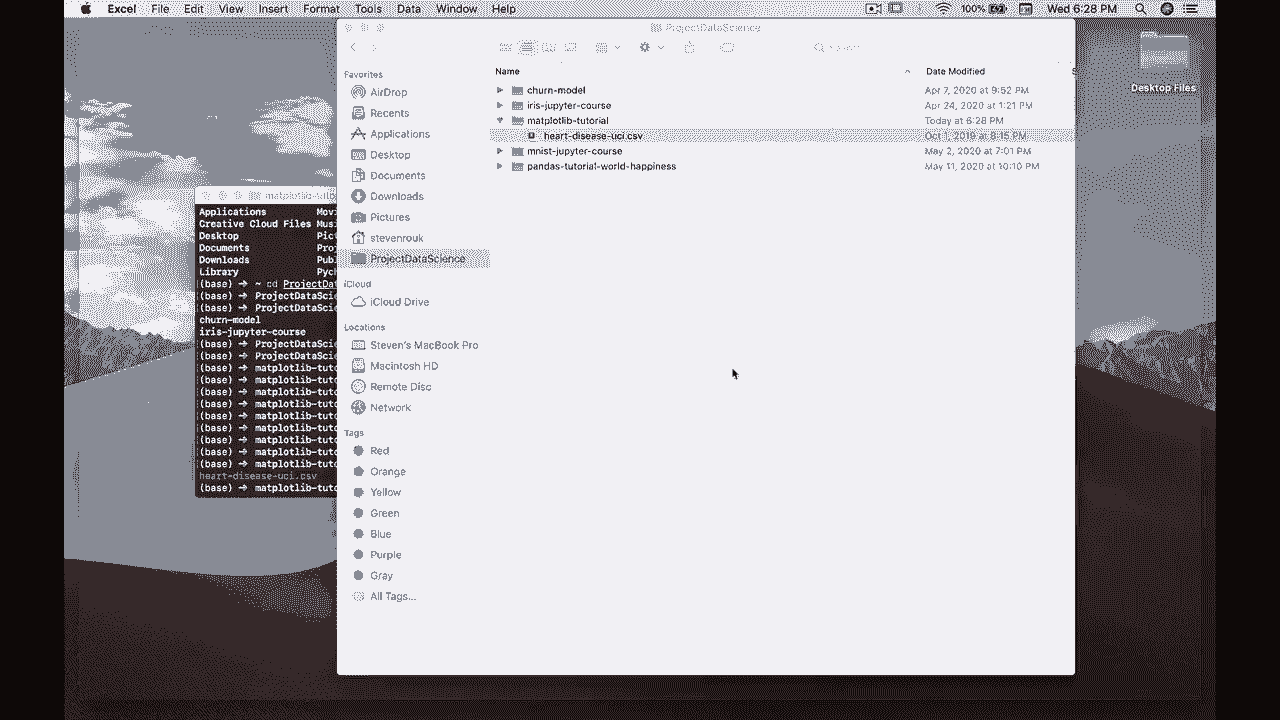 Excel File Edit View Insert Format Tools Data Window Help 100% Wed 6:28 PM
ProjectDataScience
Desktop Files
Favorites
AirDrop
Recents
Applications
Desktop
Documents
Downloads
Pictures
stevenrouk
ProjectDataScience
iCloud
iCloud Drive
Locations
Steven's MacBook Pro
Macintosh HD
Remote Disc
Network
Tags
Red
Orange
Yellow
Green
Blue
Purple
Gray
All Tags...
Name Date Modified
churn-model Apr 7, 2020 at 9:52 PM
iris-jupyter-course Apr 24, 2020 at 1:21 PM
matplotlib-tutorial Today at 6:28 PM
heart-disease-uci.csv Oct 1, 2019 at 8:15 PM
mnist-jupyter-course May 2, 2020 at 7:01 PM
pandas-tutorial-world-happiness May 11, 2020 at 10:10 PM
matplotlib-tuto
Applications Movi
Creative Cloud Files Musi
Desktop Pict
Documents Proj
Downloads Publ
Library Pych
(base) → ~ cd ProjectDat
(base) → ProjectDataScie
(base) → ProjectDataScie
churn-model
iris-jupyter-course
(base) → ProjectDataScie
(base) → ProjectDataScie
(base) → matplotlib-tuto
(base) → matplotlib-tuto
(base) → matplotlib-tuto
(base) → matplotlib-tuto
(base) → matplotlib-tuto
(base) → matplotlib-tuto
(base) → matplotlib-tuto
(base) → matplotlib-tuto
(base) → matplotlib-tuto
heart-disease-uci.csv
(base) → matplotlib-tuto